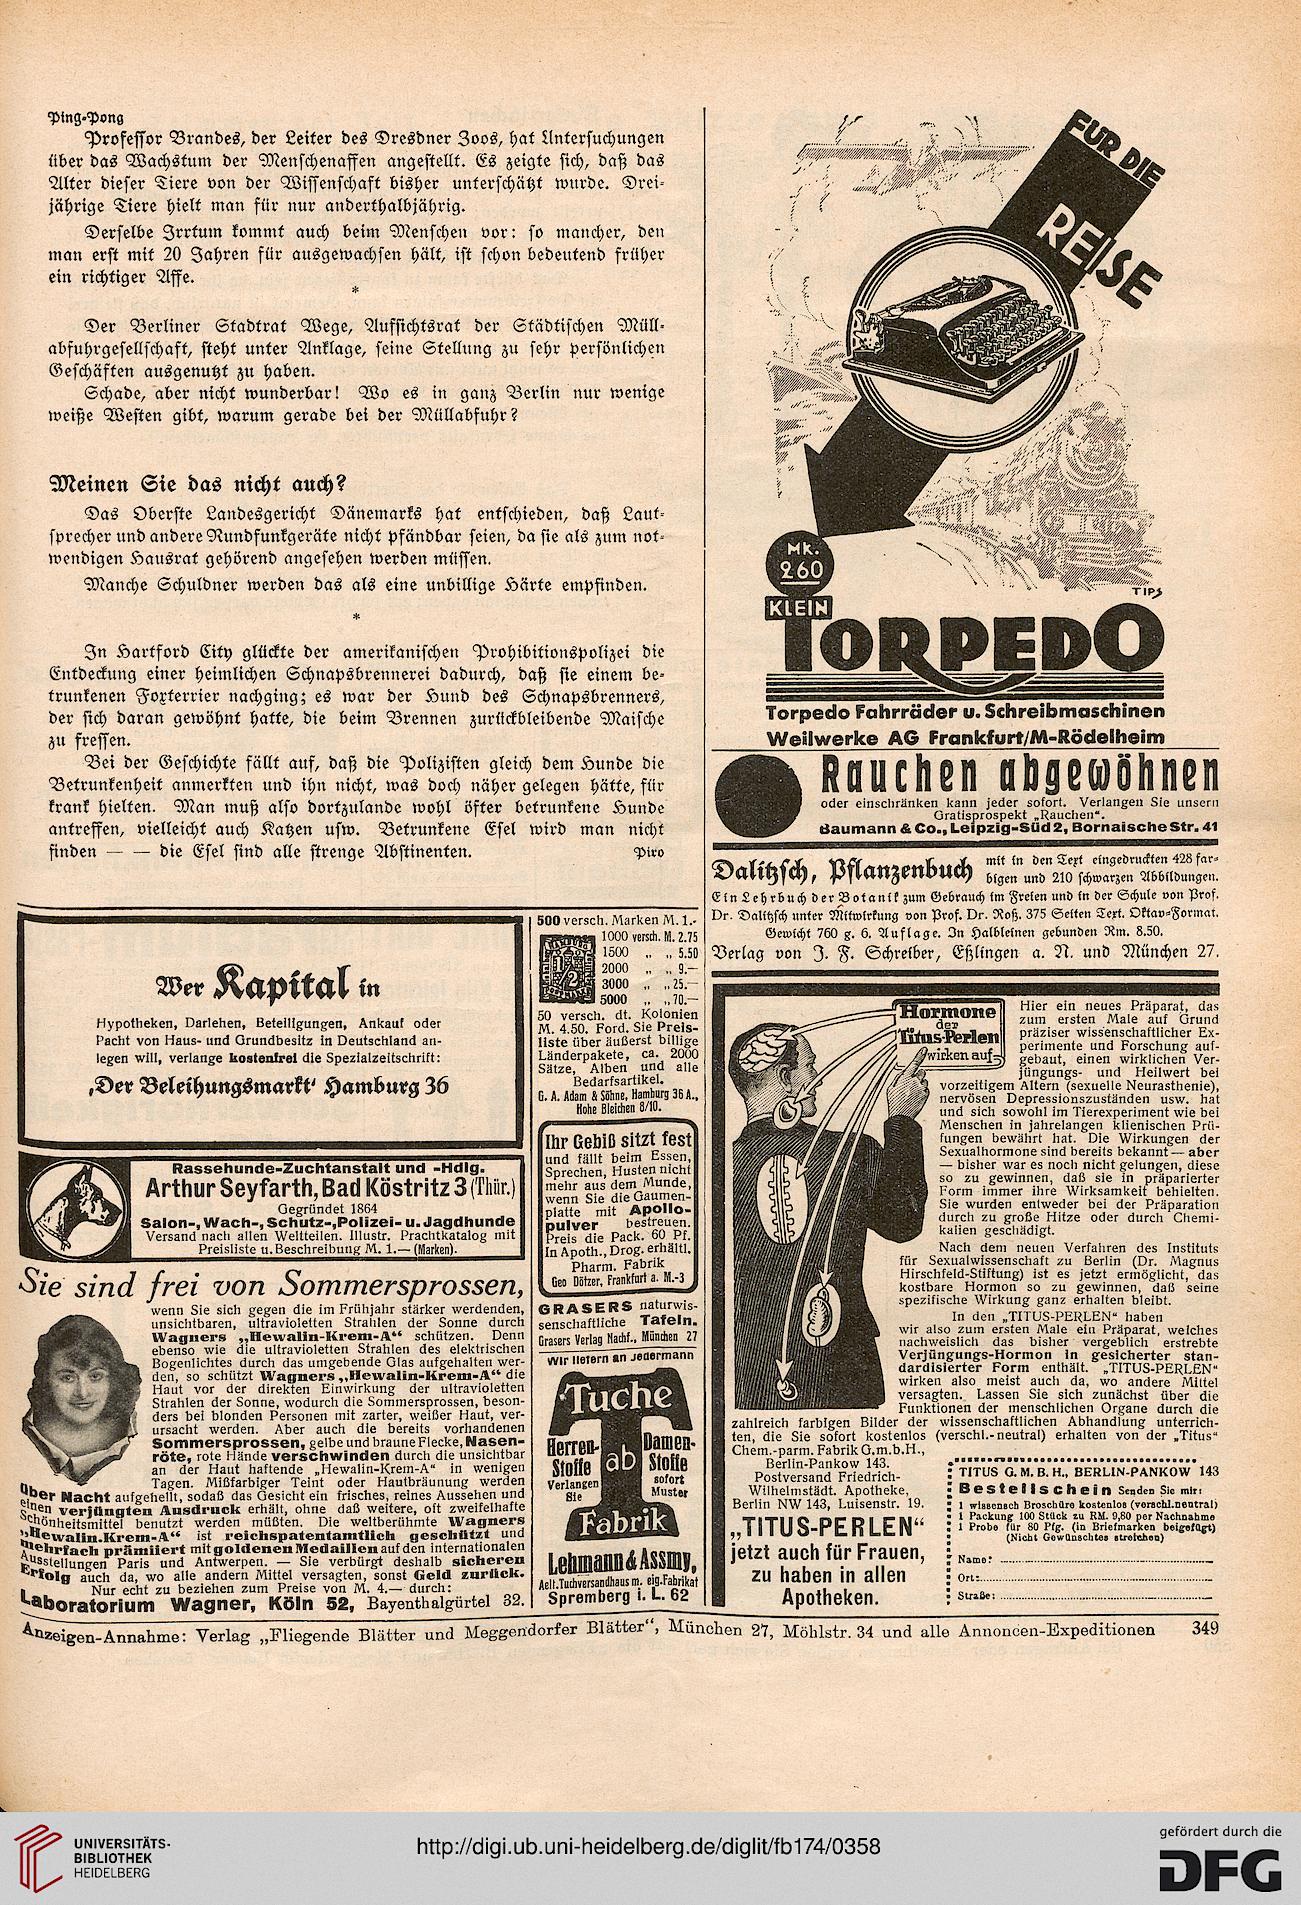 Ping-Pong
Professor Brandes, der Leiter des Dresdner Zoos, hat Untersuchungen
über das Wachstum der Menschenaffen angestellt. Es zeigte sich, daß das
Alter dieser Tiere von der Wissenschaft bisher unterschätzt wurde. Drei-
jährige Tiere hielt man für nur anderthalbjährig.
Derselbe Irrtum kommt auch beim Menschen vor: so mancher, den
man erst mit 20 Jahren für ausgewachsen hält, ist schon bedeutend früher
ein richtiger Affe.
*
Der Berliner Stadtrat Wege, Aufsichtsrat der Städtischen Müll-
abfuhrgesellschaft, steht unter Anklage, seine Stellung zu sehr persönlichen
Geschäften ausgenutzt zu haben.
Schade, aber nicht wunderbar! Wo es in ganz Berlin nur wenige
weiße Westen gibt, warum gerade bei der Müllabfuhr?
Meinen Sie das nicht auch?
Das Oberste Landesgericht Dänemarks hat entschieden, daß Laut-
sprecher und andere Rundfunkgeräte nicht pfändbar seien, da sie als zum not-
wendigen Hausrat gehörend angesehen werden müssen.
Manche Schuldner werden das als eine unbillige Härte empfinden.
*
In Hartford City glückte der amerikanischen Prohibitionspolizei die
Entdeckung einer heimlichen Schnapsbrennerei dadurch, daß sie einem be-
trunkenen Foxterrier nachging; es war der Hund des Schnapsbrenners,
der sich daran gewöhnt hatte, die beim Brennen zurückbleibende Maische
zu fressen.
Bei der Geschichte fällt auf, daß die Polizisten gleich dem Hunde die
Betrunkenheit anmerkten und ihn nicht, was doch näher gelegen hätte, für
krank hielten. Man muß also dortzulande wohl öfter betrunkene Hunde
antreffen, vielleicht auch Katzen usw. Betrunkene Esel wird man nicht
finden — — die Esel sind alle strenge Abstinenten. Piro
FÜR DIE
REISE
Mk.
260
TIPS
KLEIN
TORPEDO
Torpedo Fahrräder u. Schreibmaschinen
Weilwerke AG Frankfurt/M-Rödelheim
Rauchen abgewöhnen
oder einschränken kann jeder sofort. Verlangen Sie unsern
Gratisprospekt „Rauchen“.
Baumann & Co., Leipzig-Süd 2, Bornaische Str. 41
Dalitzsch, Pflanzenbuch mit in den Text eingedruckten 428 far-
bigen und 210 schwarzen Abbildungen.
Ein Lehrbuch der Botanik zum Gebrauch im Freien und in der Schule von Prof.
Dr. Dalitzsch unter Mitwirkung von Prof. Dr. Roß. 375 Seiten Text. Oktav-Format.
Gewicht 760 g. 6. Auflage. In Halbleinen gebunden Rm. 8.50.
Verlag von J. F. Schreiber, Eßlingen a. N. und München 27.
Wer Kapital in
Hypotheken, Darlehen, Beteiligungen, Ankauf oder
Pacht von Haus- und Grundbesitz in Deutschland an-
legen will, verlange kostenfrei die Spezialzeitschrift:
‚Der Beleihungsmarkt‘ Hamburg 36
Rassehunde-Zuchtanstalt und -Hdlg.
Arthur Seyfarth, Bad Köstritz 3 (Thür.)
Gegründet 1864
Salon-, Wach-, Schutz-, Polizei- u. Jagdhunde
Versand nach allen Weltteilen. Illustr. Prachtkatalog mit
Preisliste u. Beschreibung M. 1.— (Marken).
Sie sind frei von Sommersprossen,
wenn Sie sich gegen die im Frühjahr stärker werdenden,
unsichtbaren, ultravioletten Strahlen der Sonne durch
Wagners „Hewalin-Krem-A“ schützen. Denn
ebenso wie die ultravioletten Strahlen des elektrischen
Bogenlichtes durch das umgebende Glas aufgehalten wer-
den, so schützt Wagners „Hewalin-Krem-A“ die
Haut vor der direkten Einwirkung der ultravioletten
Strahlen der Sonne, wodurch die Sommersprossen, beson-
ders bei blonden Personen mit zarter, weißer Haut, ver-
ursacht werden. Aber auch die bereits vorhandenen
Sommersprossen, gelbe und braune Flecke, Nasen-
röte, rote Hände verschwinden durch die unsichtbar
an der Haut haftende „Hewalin-Krem-A“ in wenigen
Tagen. Mißfarbiger Teint oder Hautbräunung werden
über Nacht aufgehellt, sodaß das Gesicht ein frisches, reines Aussehen und
einen verjüngten Ausdruck erhält, ohne daß weitere, oft zweifelhafte
Schönheitsmittel benutzt werden müßten. Die weltberühmte Wagners
„Hewalin-Krem-A“ ist reichspatentamtlich geschützt und
mehrfach prämiiert mit goldenen Medaillen auf den internationalen
Ausstellungen Paris und Antwerpen. — Sie verbürgt deshalb sicheren
Erfolg auch da, wo alle andern Mittel versagten, sonst Geld zurück.
Nur echt zu beziehen zum Preise von M. 4.— durch:
Laboratorium Wagner, Köln 52, Bayenthalgürtel 32.
500 versch. Marken M. 1.-
1000 versch. M. 2.75
1500 „ „ 5.50
2000 „ „ 9.—
3000 „ „ 25.—
5000 „ „ 70.—
HAMBURG
1/2
50 versch. dt. Kolonien
M. 4.50. Ford. Sie Preis-
liste über äußerst billige
Länderpakete, ca. 2000
Sätze, Alben und alle
Bedarfsartikel.
G. A. Adam & Söhne, Hamburg 36 A.,
Hohe Bleichen 8/10.
Ihr Gebiß sitzt fest
und fällt beim Essen,
Sprechen, Husten nicht
mehr aus dem Munde,
wenn Sie die Gaumen-
platte mit Apollo-
pulver bestreuen.
Preis die Pack. 60 Pf.
In Apoth., Drog. erhältl.
Pharm. Fabrik
Geo Dötzer, Frankfurt a. M.-3
GRASERS naturwis-
senschaftliche Tafeln.
Grasers Verlag Nachf., München 27
Wir liefern an Jedermann
Tuche
Herren-
Stoffe
ab
Damen-
Stoffe
Verlangen
Sie
sofort
Muster
Fabrik
Lehmann & Assmy,
Aelt. Tuchversandhaus m. eig. Fabrikat
Spremberg i. L. 62
Hormone
der
Titus-Perlen
wirken auf
Hier ein neues Präparat, das
zum ersten Male auf Grund
präziser wissenschaftlicher Ex-
perimente und Forschung auf-
gebaut, einen wirklichen Ver-
jüngungs- und Heilwert bei
vorzeitigem Altern (sexuelle Neurasthenie),
nervösen Depressionszuständen usw. hat
und sich sowohl im Tierexperiment wie bei
Menschen in jahrelangen klienischen Prü-
fungen bewährt hat. Die Wirkungen der
Sexualhormone sind bereits bekannt — aber
— bisher war es noch nicht gelungen, diese
so zu gewinnen, daß sie in präparierter
Form immer ihre Wirksamkeit behielten.
Sie wurden entweder bei der Präparation
durch zu große Hitze oder durch Chemi-
kalien geschädigt.
Nach dem neuen Verfahren des Instituts
für Sexualwissenschaft zu Berlin (Dr. Magnus
Hirschfeld-Stiftung) ist es jetzt ermöglicht, das
kostbare Hormon so zu gewinnen, daß seine
spezifische Wirkung ganz erhalten bleibt.
In den „TITUS-PERLEN“ haben
wir also zum ersten Male ein Präparat, welches
nachweislich das bisher vergeblich erstrebte
Verjüngungs-Hormon in gesicherter stan-
dardisierter Form enthält. „TITUS-PERLEN“
wirken also meist auch da, wo andere Mittel
versagten. Lassen Sie sich zunächst über die
Funktionen der menschlichen Organe durch die
zahlreich farbigen Bilder der wissenschaftlichen Abhandlung unterrich-
ten, die Sie sofort kostenlos (verschl.-neutral) erhalten von der „Titus“
Chem.-parm. Fabrik G.m.b.H.,
Berlin-Pankow 143.
Postversand Friedrich-
Wilhelmstädt. Apotheke,
Berlin NW 143, Luisenstr. 19.
„TITUS-PERLEN“
jetzt auch für Frauen,
zu haben in allen
Apotheken.
TITUS G. M. B. H., BERLIN-PANKOW 143
Bestellschein Senden Sie mir:
1 wissensch Broschüre kostenlos (verschl. neutral)
1 Packung 100 Stück zu RM. 9,80 per Nachnahme
1 Probe für 80 Pfg. (in Briefmarken beigefügt)
(Nicht Gewünschtes streichen)
Name:
Ort:
Straße:
Anzeigen-Annahme: Verlag „Fliegende Blätter und Meggendorfer Blätter“, München 27, Möhlstr. 34 und alle Annoncen-Expeditionen 349
UNIVERSITÄTS-
BIBLIOTHEK
HEIDELBERG
http://digi.ub.uni-heidelberg.de/diglit/fb174/0358
gefördert durch die
DFG